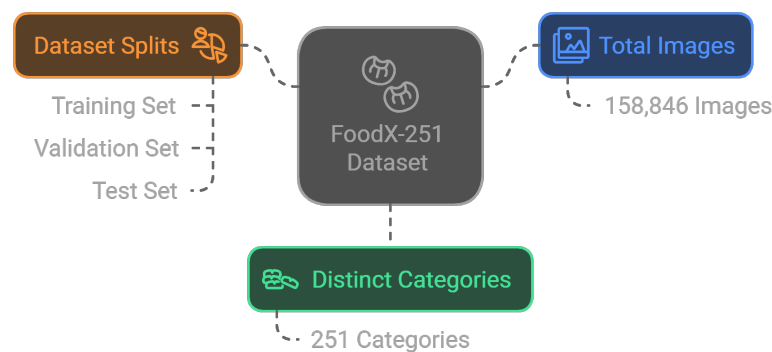 Dataset Splits
Training Set
Validation Set
Test Set
FoodX-251
Dataset
Total Images
158,846 Images
Distinct Categories
251 Categories